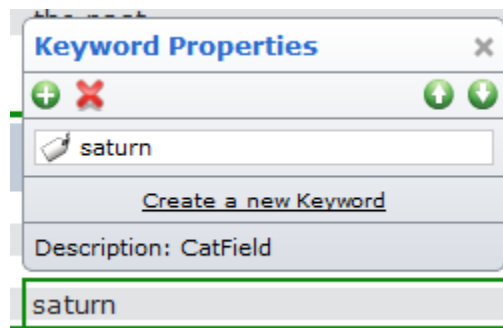 Keyword Properties
saturn
Create a new Keyword
Description: CatField
saturn